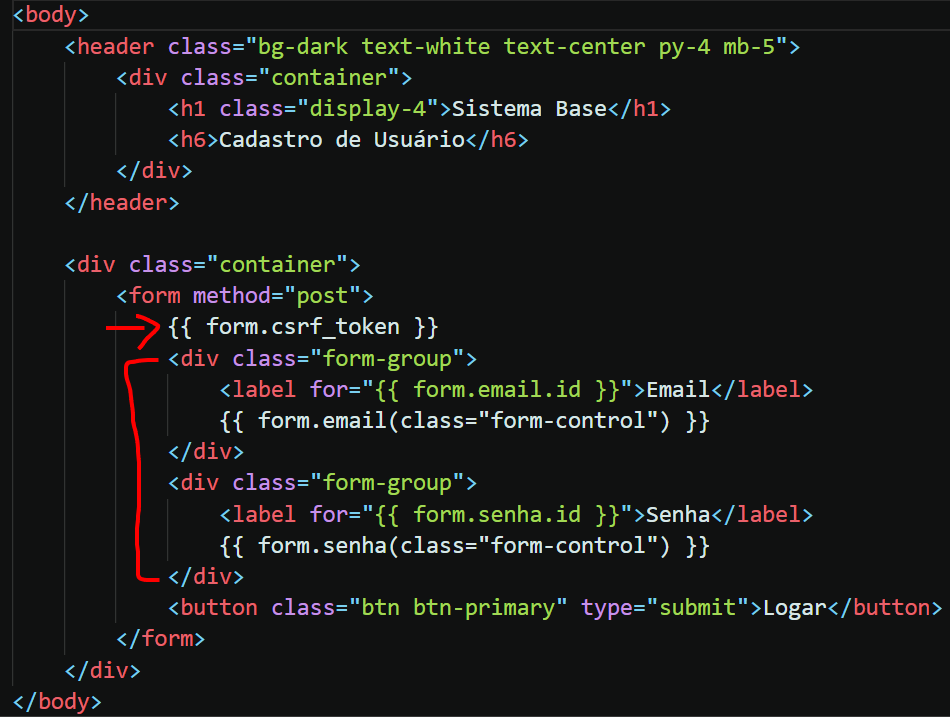 <body>
<header class="bg-dark text-white text-center py-4 mb-5">
<div class="container">
<h1 class="display-4">Sistema Base</h1>
<h6>Cadastro de Usuário</h6>
</div>
</header>
<div class="container">
<form method="post">
{{ form.csrf_token }}
<div class="form-group">
<label for="{{ form.email.id }}">Email</label>
{{ form.email(class="form-control") }}
</div>
<div class="form-group">
<label for="{{ form.senha.id }}">Senha</label>
{{ form.senha(class="form-control") }}
</div>
<button class="btn btn-primary" type="submit">Logar</button>
</form>
</div>
</body>